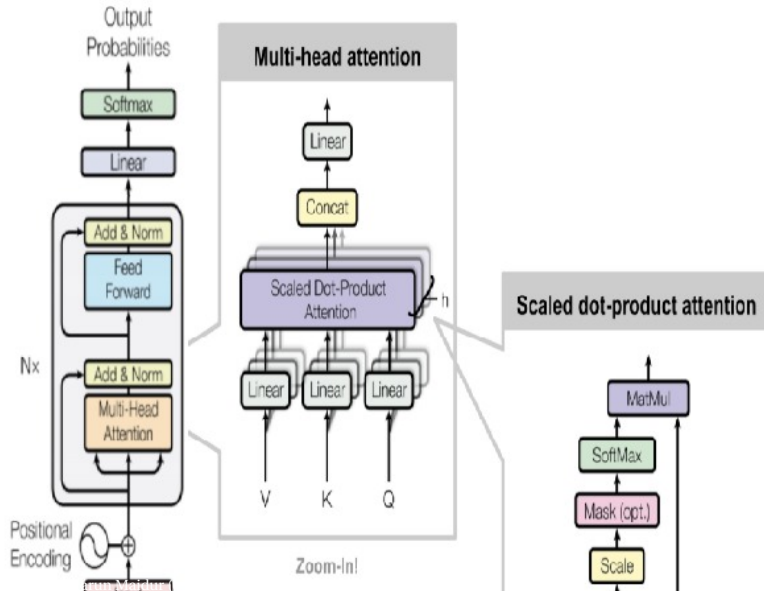 Output
Probabilities
Softmax
Linear
Add & Norm
Feed
Forward
Add & Norm
Multi-Head
Attention
Nx
Positional
Encoding
Multi-head attention
Linear
Concat
Scaled Dot-Product
Attention
h
Linear
Linear
Linear
V
K
Q
Zoom-In!
Scaled dot-product attention
MatMul
SoftMax
Mask (opt.)
Scale